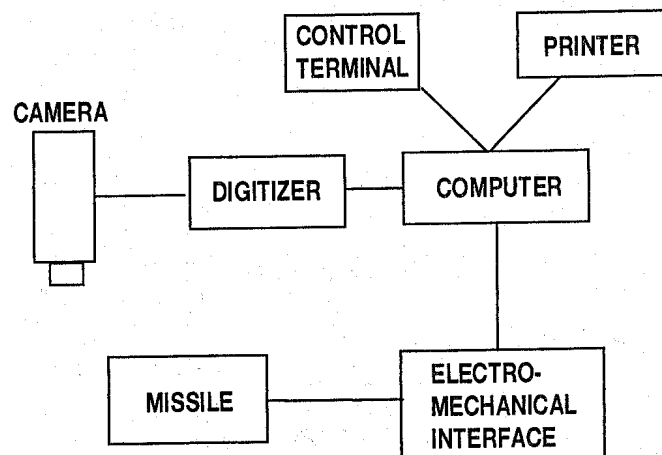 CONTROL
TERMINAL
PRINTER
CAMERA
DIGITIZER
COMPUTER
MISSILE
ELECTRO-
MECHANICAL
INTERFACE